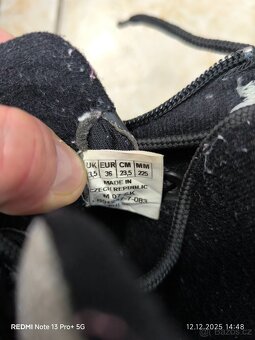 UK EUR CM MM
3,5 36 23,5 225
MADE IN
CZECH REPUBLIC
REDMI Note 13 Pro+ 5G
12.12.2025 14:48